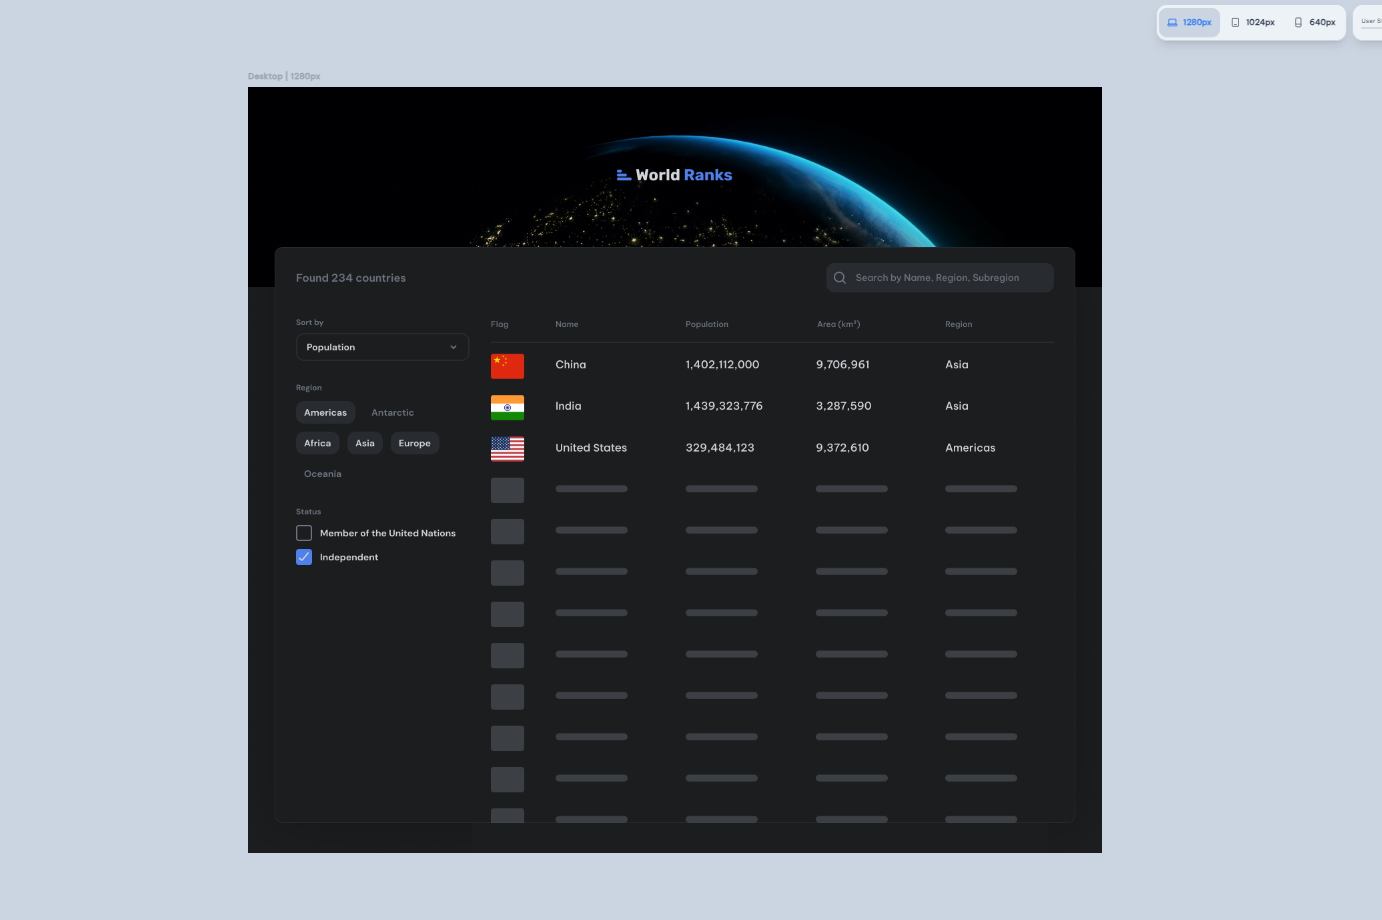 1280px 1024px 640px User S
Desktop | 1280px
World Ranks
Found 234 countries
Search by Name, Region, Subregion
Sort by
Population
Region
Americas Antarctic
Africa Asia Europe
Oceania
Status
Member of the United Nations
Independent
Flag Name Population Area (km²) Region
China 1,402,112,000 9,706,961 Asia
India 1,439,323,776 3,287,590 Asia
United States 329,484,123 9,372,610 Americas